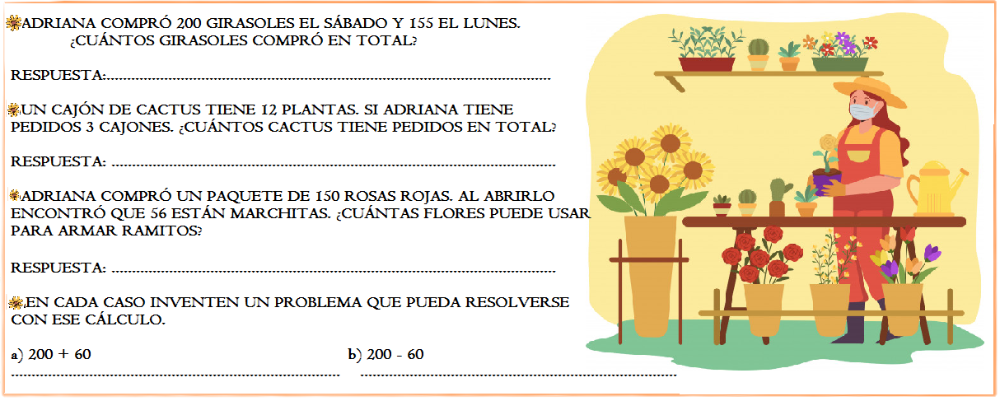 ADRIANA COMPRÓ 200 GIRASOLES EL SÁBADO Y 155 EL LUNES.
¿CUÁNTOS GIRASOLES COMPRÓ EN TOTAL?
RESPUESTA:............................................................................................................
UN CAJÓN DE CACTUS TIENE 12 PLANTAS. SI ADRIANA TIENE
PEDIDOS 3 CAJONES. ¿CUÁNTOS CACTUS TIENE PEDIDOS EN TOTAL?
RESPUESTA: ............................................................................................................
ADRIANA COMPRÓ UN PAQUETE DE 150 ROSAS ROJAS. AL ABRIRLO
ENCONTRÓ QUE 56 ESTÁN MARCHITAS. ¿CUÁNTAS FLORES PUEDE USAR
PARA ARMAR RAMITOS?
RESPUESTA: ............................................................................................................
EN CADA CASO INVENTEN UN PROBLEMA QUE PUEDA RESOLVERSE
CON ESE CÁLCULO.
a) 200 + 60 b) 200 - 60
................................................................................ .............................................................................